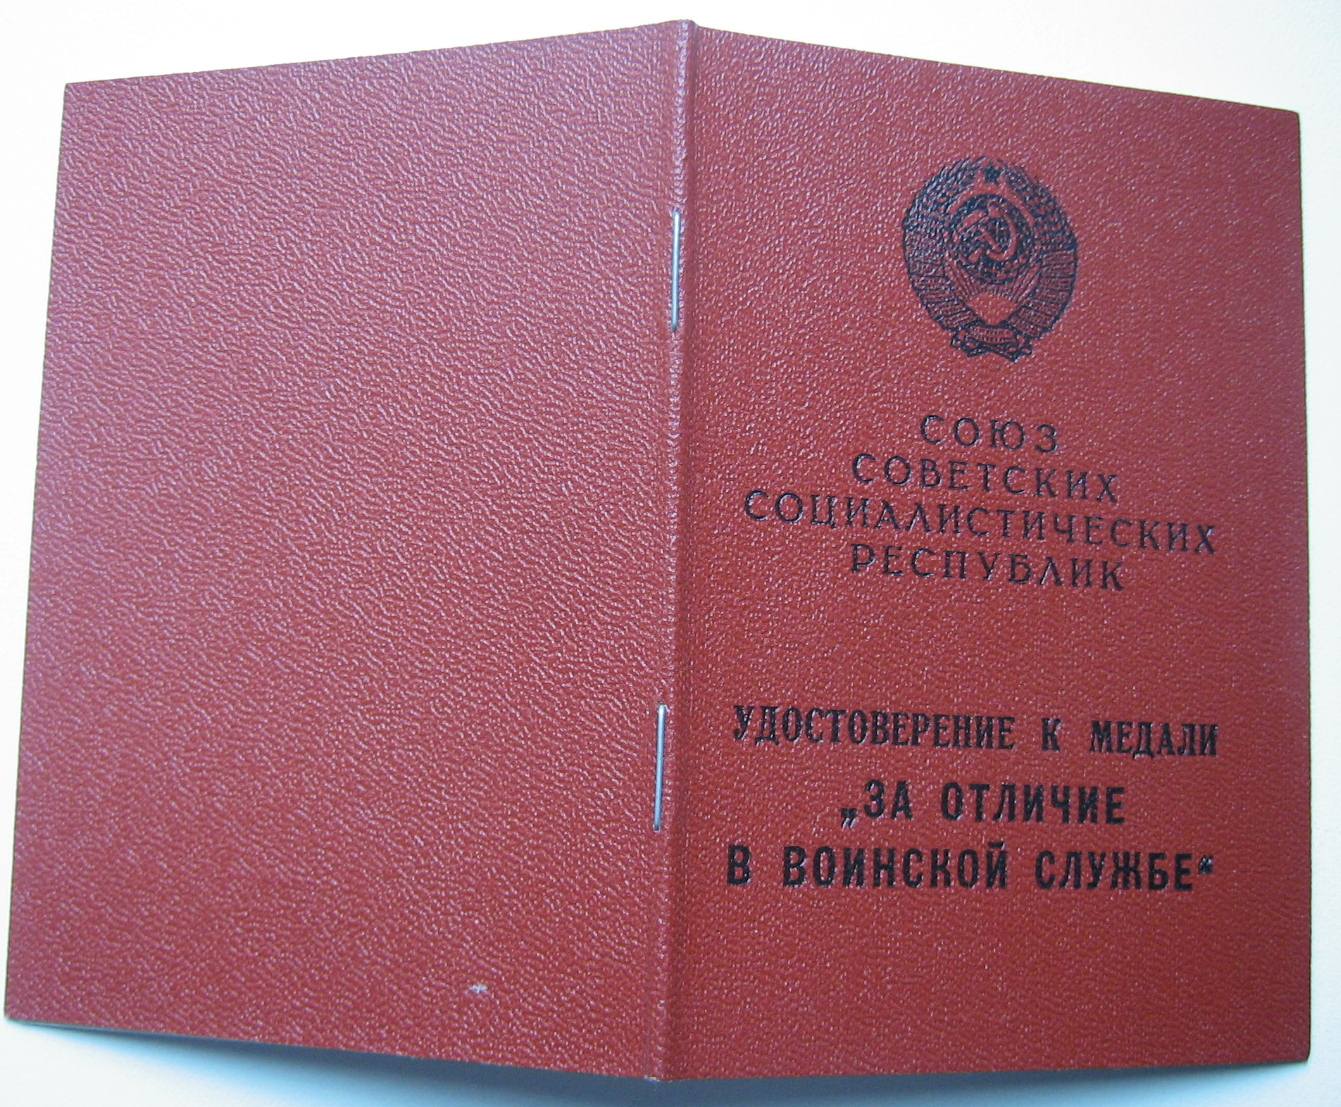 СОЮЗ
СОВЕТСКИХ
СОЦИАЛИСТИЧЕСКИХ
РЕСПУБЛИК
УДОСТОВЕРЕНИЕ К МЕДАЛИ
„ЗА ОТЛИЧИЕ
В ВОИНСКОЙ СЛУЖБЕ“